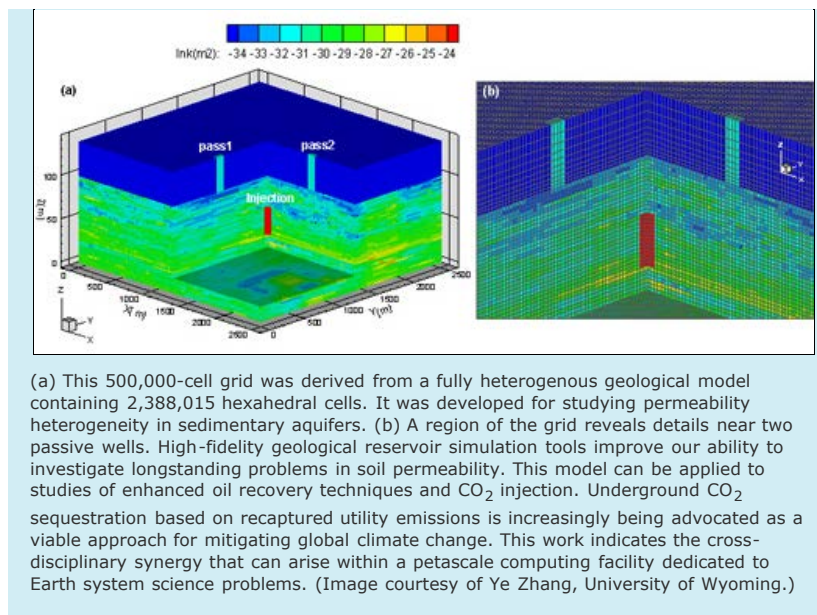 lnk(m2): -34 -33 -32 -31 -30 -29 -28 -27 -26 -25 -24
(a)
(b)
pass1
pass2
Injection
100
50
0
Z
Y
X
0
500
1000
1500
2000
2500
0
500
1000
Y(m)
1500
2000
2500
Z
Y
X
(a) This 500,000-cell grid was derived from a fully heterogenous geological model
containing 2,388,015 hexahedral cells. It was developed for studying permeability
heterogeneity in sedimentary aquifers. (b) A region of the grid reveals details near two
passive wells. High-fidelity geological reservoir simulation tools improve our ability to
investigate longstanding problems in soil permeability. This model can be applied to
studies of enhanced oil recovery techniques and CO2 injection. Underground CO2
sequestration based on recaptured utility emissions is increasingly being advocated as a
viable approach for mitigating global climate change. This work indicates the cross-
disciplinary synergy that can arise within a petascale computing facility dedicated to
Earth system science problems. (Image courtesy of Ye Zhang, University of Wyoming.)